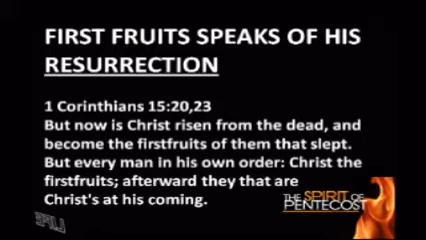 FIRST FRUITS SPEAKS OF HIS
RESURRECTION
1 Corinthians 15:20,23
But now is Christ risen from the dead, and
become the firstfruits of them that slept.
But every man in his own order: Christ the
firstfruits; afterward they that are
Christ's at his coming.
THE SPIRIT OF
PENTECOST